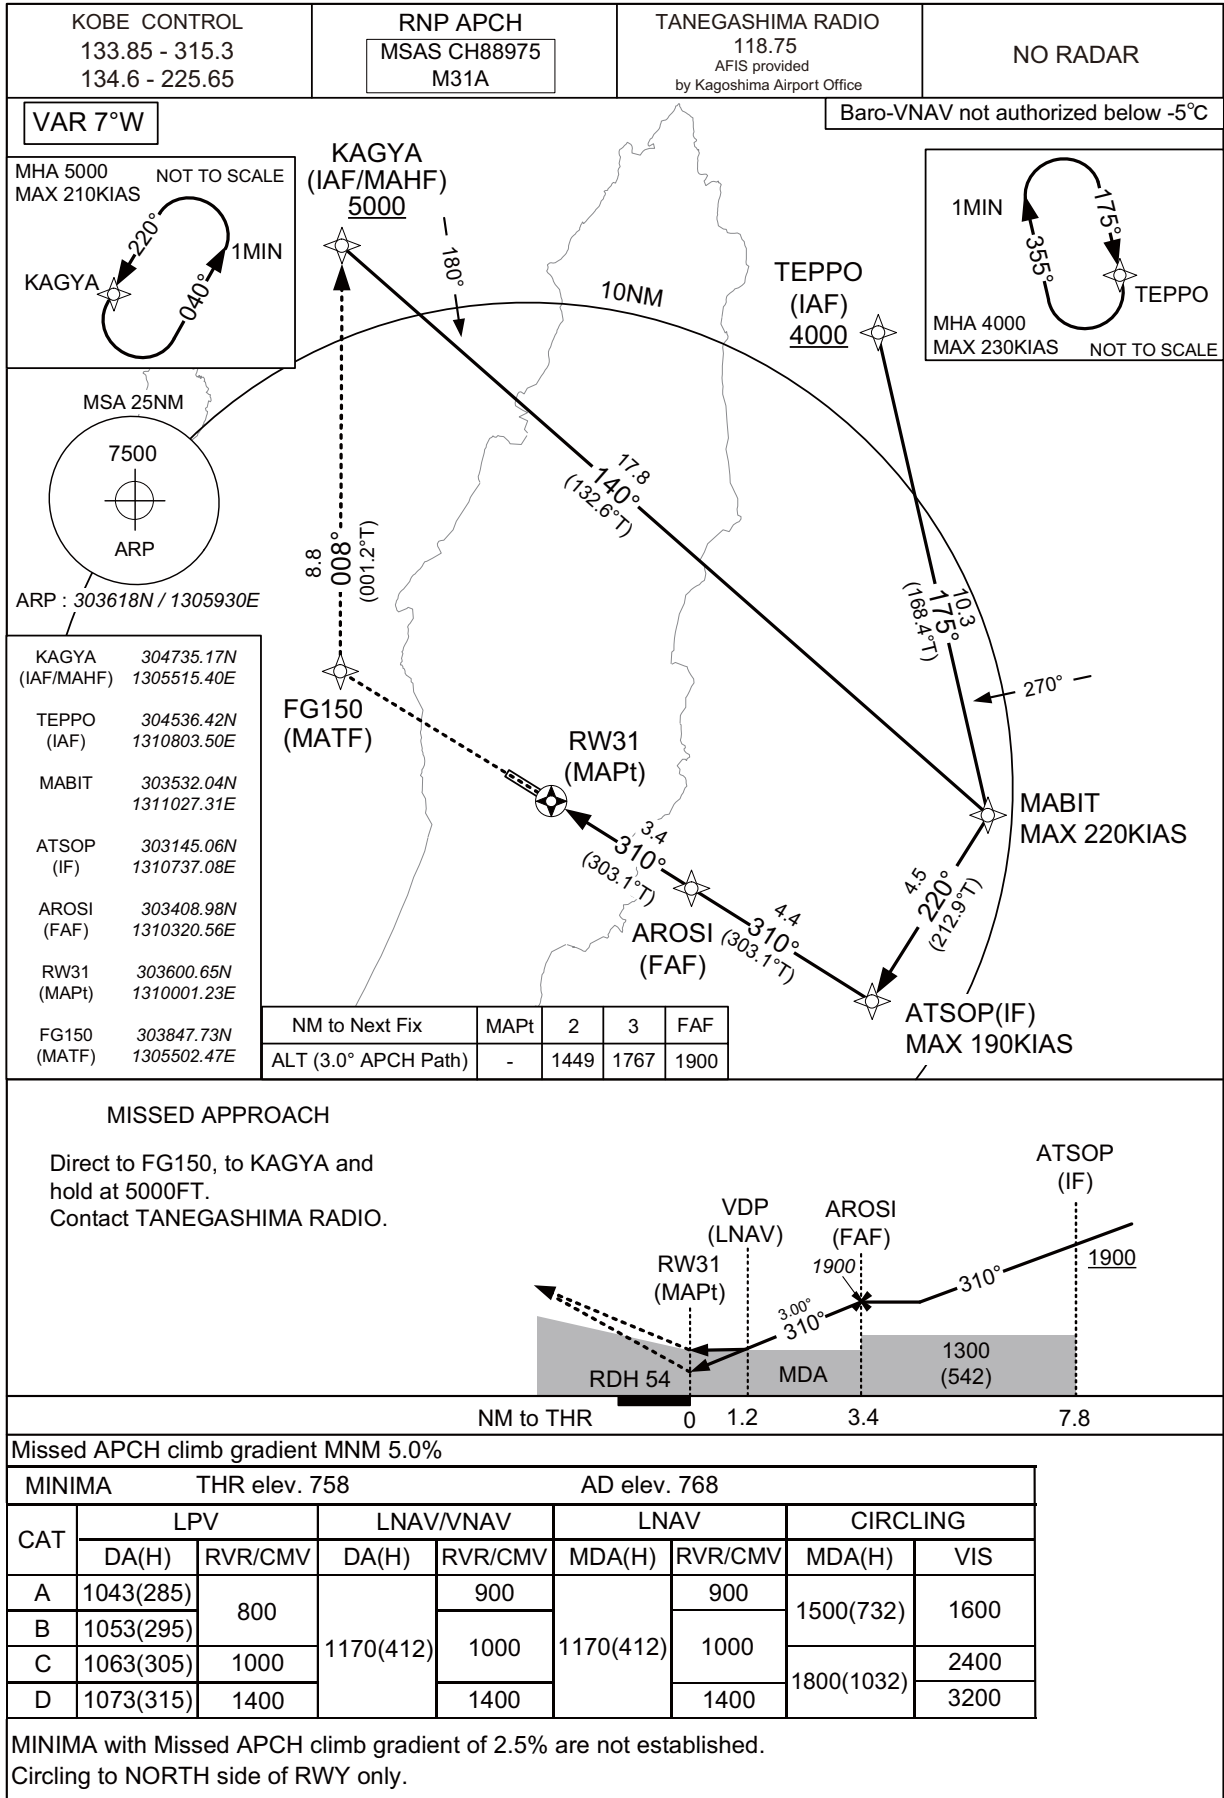 KOBE CONTROL
133.85 - 315.3
134.6 - 225.65
RNP APCH
MSAS CH88975
M31A
TANEGASHIMA RADIO
118.75
AFIS provided
by Kagoshima Airport Office
NO RADAR
VAR 7°W
Baro-VNAV not authorized below -5℃
MHA 5000
MAX 210KIAS
NOT TO SCALE
220°
1MIN
KAGYA
040°
KAGYA
(IAF/MAHF)
5000
180°
10NM
TEPPO
(IAF)
4000
1MIN
175°
355°
TEPPO
MHA 4000
MAX 230KIAS
NOT TO SCALE
MSA 25NM
7500
ARP
ARP : 303618N / 1305930E
17.8
140°
(132.6°T)
8.8
008°
(001.2°T)
10.3
175°
(168.4°T)
270°
KAGYA 304735.17N
(IAF/MAHF) 1305515.40E
TEPPO 304536.42N
(IAF) 1310803.50E
MABIT 303532.04N
1311027.31E
ATSOP 303145.06N
(IF) 1310737.08E
AROSI 303408.98N
(FAF) 1310320.56E
RW31 303600.65N
(MAPt) 1310001.23E
FG150 303847.73N
(MATF) 1305502.47E
FG150
(MATF)
RW31
(MAPt)
MABIT
MAX 220KIAS
3.4
310°
(303.1°T)
4.5
220°
(212.9°T)
AROSI
(FAF)
4.4
310°
(303.1°T)
ATSOP(IF)
MAX 190KIAS
NM to Next Fix MAPt 2 3 FAF
ALT (3.0° APCH Path) - 1449 1767 1900
MISSED APPROACH
Direct to FG150, to KAGYA and
hold at 5000FT.
Contact TANEGASHIMA RADIO.
ATSOP
(IF)
VDP
(LNAV)
AROSI
(FAF)
RW31
(MAPt)
1900
1900
310°
3.00°
310°
1300
(542)
RDH 54
MDA
NM to THR 0 1.2 3.4 7.8
Missed APCH climb gradient MNM 5.0%
MINIMA THR elev. 758 AD elev. 768
CAT LPV LNAV/VNAV LNAV CIRCLING
DA(H) RVR/CMV DA(H) RVR/CMV MDA(H) RVR/CMV MDA(H) VIS
A 1043(285) 800 1170(412) 900 1170(412) 900 1500(732) 1600
B 1053(295) 1000 1000
C 1063(305) 1000 1800(1032) 2400
D 1073(315) 1400 1400 1400 3200
MINIMA with Missed APCH climb gradient of 2.5% are not established.
Circling to NORTH side of RWY only.